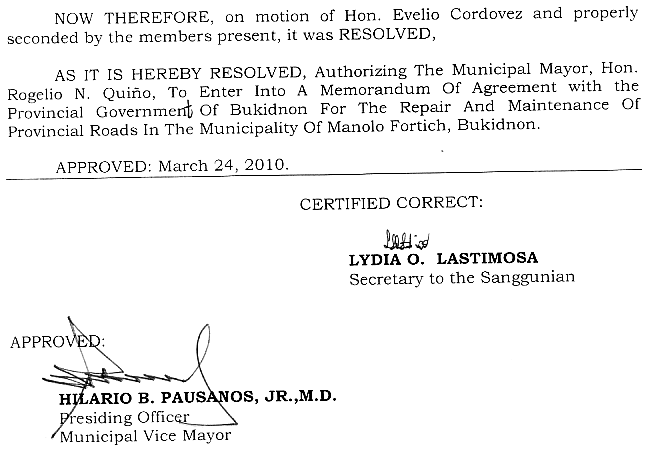 NOW THEREFORE, on motion of Hon. Evelio Cordovez and properly
seconded by the members present, it was RESOLVED,
AS IT IS HEREBY RESOLVED, Authorizing The Municipal Mayor, Hon.
Rogelio N. Quiño, To Enter Into A Memorandum Of Agreement with the
Provincial Government Of Bukidnon For The Repair And Maintenance Of
Provincial Roads In The Municipality Of Manolo Fortich, Bukidnon.
APPROVED: March 24, 2010.
CERTIFIED CORRECT:
LYDIA O. LASTIMOSA
Secretary to the Sanggunian
APPROVED:
HILARIO B. PAUSANOS, JR.,M.D.
Presiding Officer
Municipal Vice Mayor